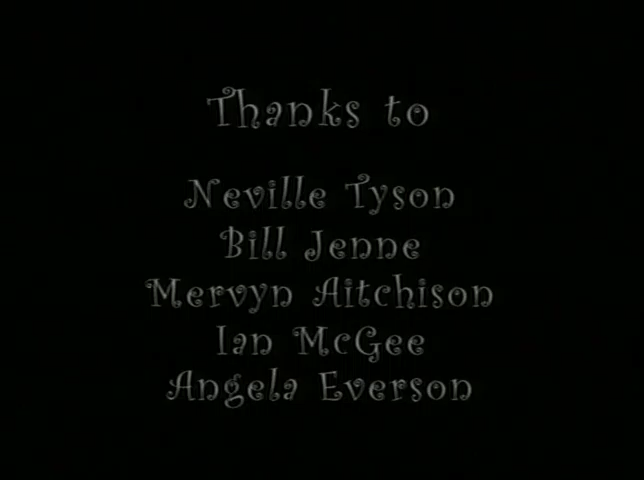 Thanks to
Neville Tyson
Bill Jenne
Mervyn Aitchison
Ian McGee
Angela Everson